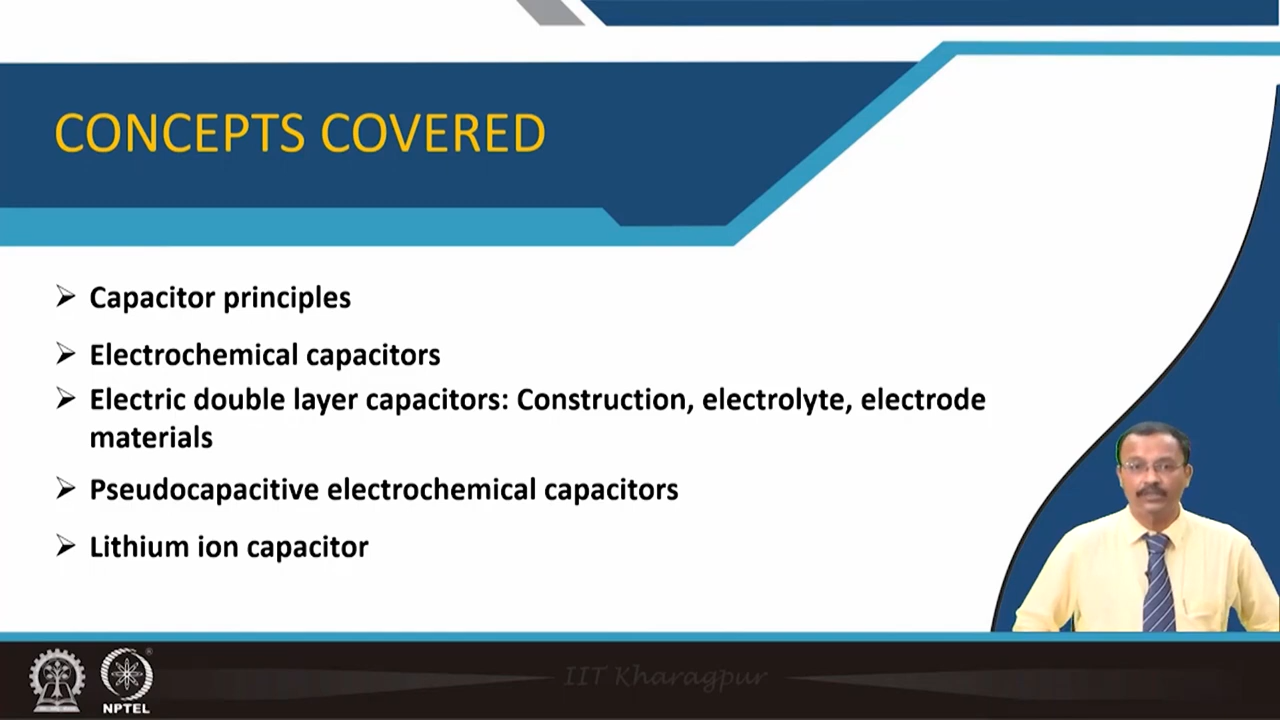 CONCEPTS COVERED
Capacitor principles
Electrochemical capacitors
Electric double layer capacitors: Construction, electrolyte, electrode
materials
Pseudocapacitive electrochemical capacitors
Lithium ion capacitor
IIT Kharagpur
NPTEL